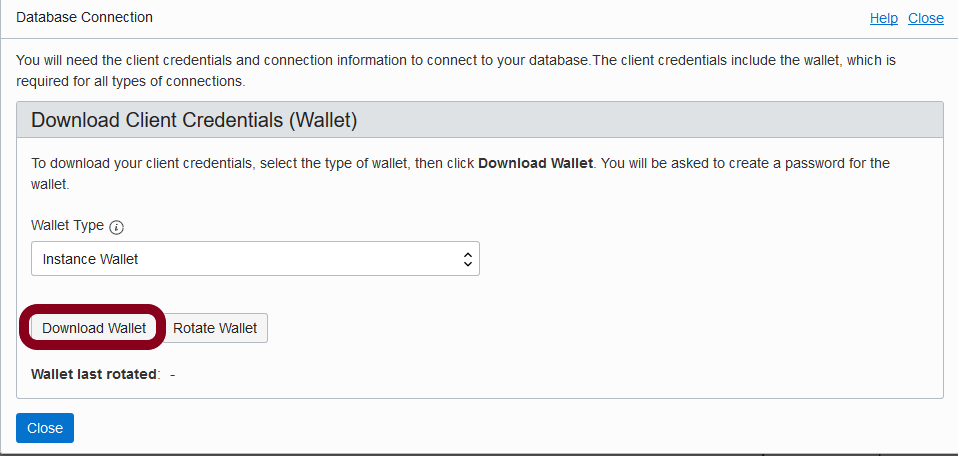 Database Connection
Help Close
You will need the client credentials and connection information to connect to your database.The client credentials include the wallet, which is
required for all types of connections.
Download Client Credentials (Wallet)
To download your client credentials, select the type of wallet, then click Download Wallet. You will be asked to create a password for the
wallet.
Wallet Type i
Instance Wallet
Download Wallet Rotate Wallet
Wallet last rotated: -
Close